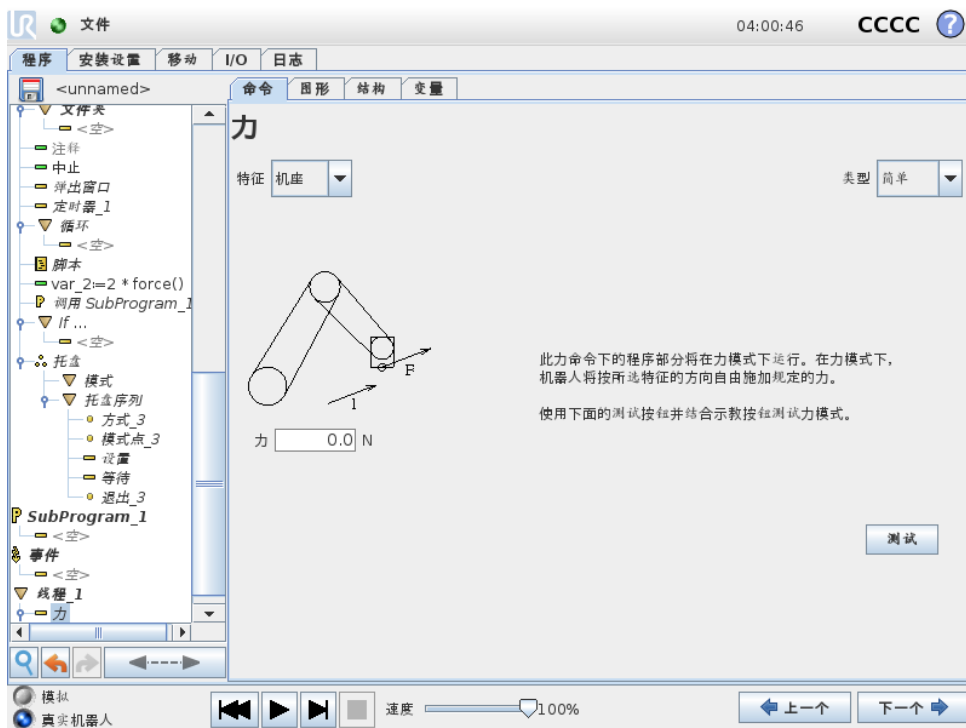 UR 文件 04:00:46 CCCC ?
程序 安装设置 移动 I/O 日志
<unnamed>
命令 图形 结构 变量
文件夹
<空>
注释
中止
弹出窗口
定时器_1
循环
<空>
脚本
var_2:=2 * force()
调用 SubProgram_1
If ...
<空>
托盘
模式
托盘序列
方式_3
模式点_3
设置
等待
退出_3
SubProgram_1
<空>
事件
<空>
线程_1
力
力
特征 机座
类型 简单
F
1
力 0.0 N
此力命令下的程序部分将在力模式下运行。在力模式下,
机器人将按所选特征的方向自由施加规定的力。
使用下面的测试按钮并结合示教按钮测试力模式。
测试
模拟
真实机器人
速度 100%
上一个 下一个